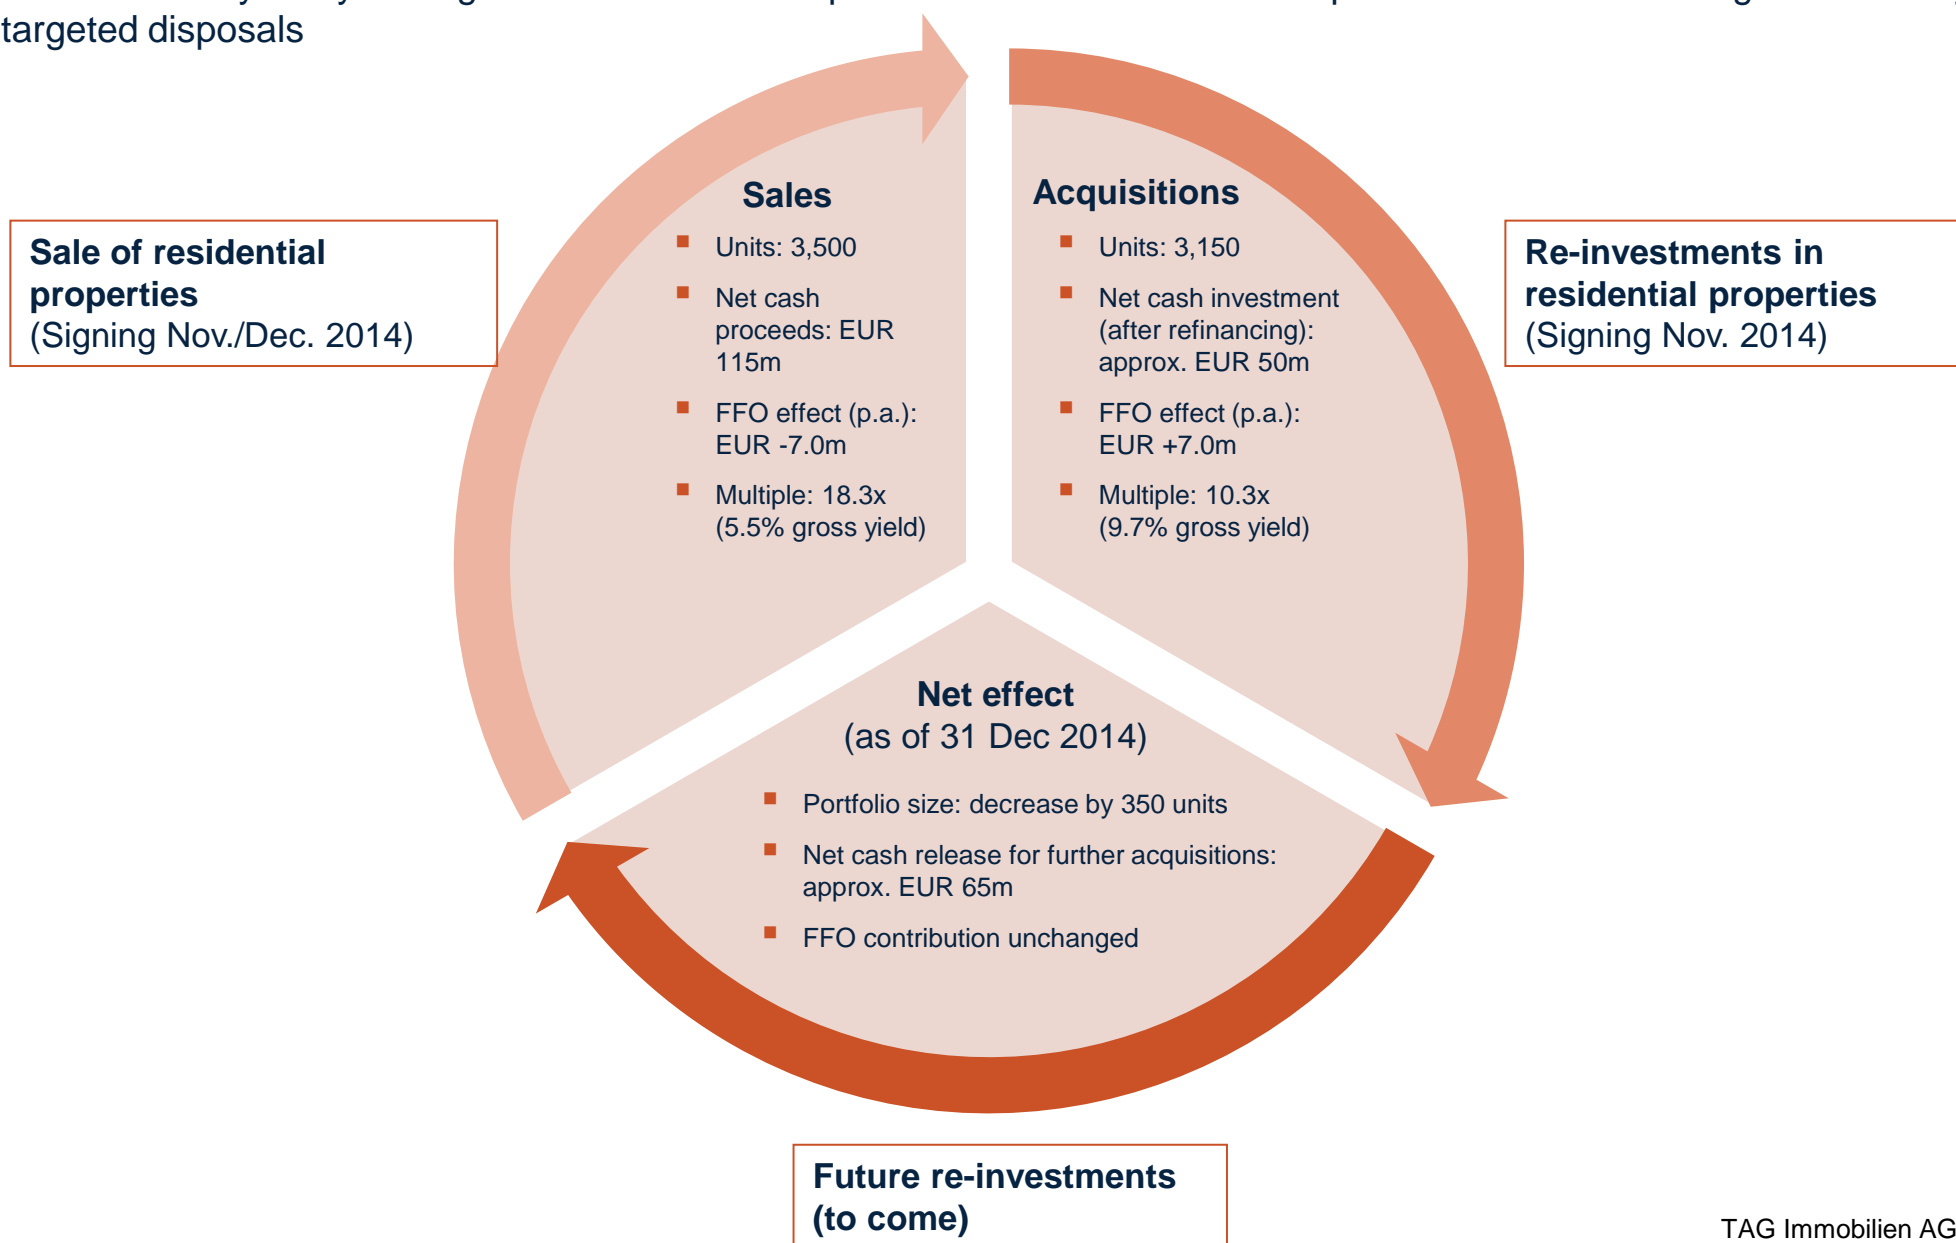 targeted disposals
Sales
Units: 3,500
Net cash
proceeds: EUR
115m
FFO effect (p.a.):
EUR -7.0m
Multiple: 18.3x
(5.5% gross yield)
Acquisitions
Units: 3,150
Net cash investment
(after refinancing):
approx. EUR 50m
FFO effect (p.a.):
EUR +7.0m
Multiple: 10.3x
(9.7% gross yield)
Sale of residential
properties
(Signing Nov./Dec. 2014)
Re-investments in
residential properties
(Signing Nov. 2014)
Net effect
(as of 31 Dec 2014)
Portfolio size: decrease by 350 units
Net cash release for further acquisitions:
approx. EUR 65m
FFO contribution unchanged
Future re-investments
(to come)
TAG Immobilien AG